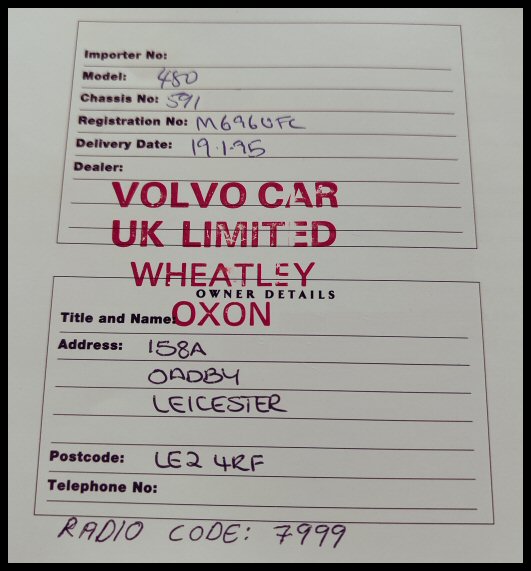 Importer No:
Model: 480
Chassis No: 591
Registration No: M696UFC
Delivery Date: 19.1.95
Dealer:
VOLVO CAR
UK LIMITED
WHEATLEY
OXON
OWNER DETAILS
Title and Name:
Address: 158A
OADBY
LEICESTER
Postcode: LE2 4RF
Telephone No:
RADIO CODE: 7999